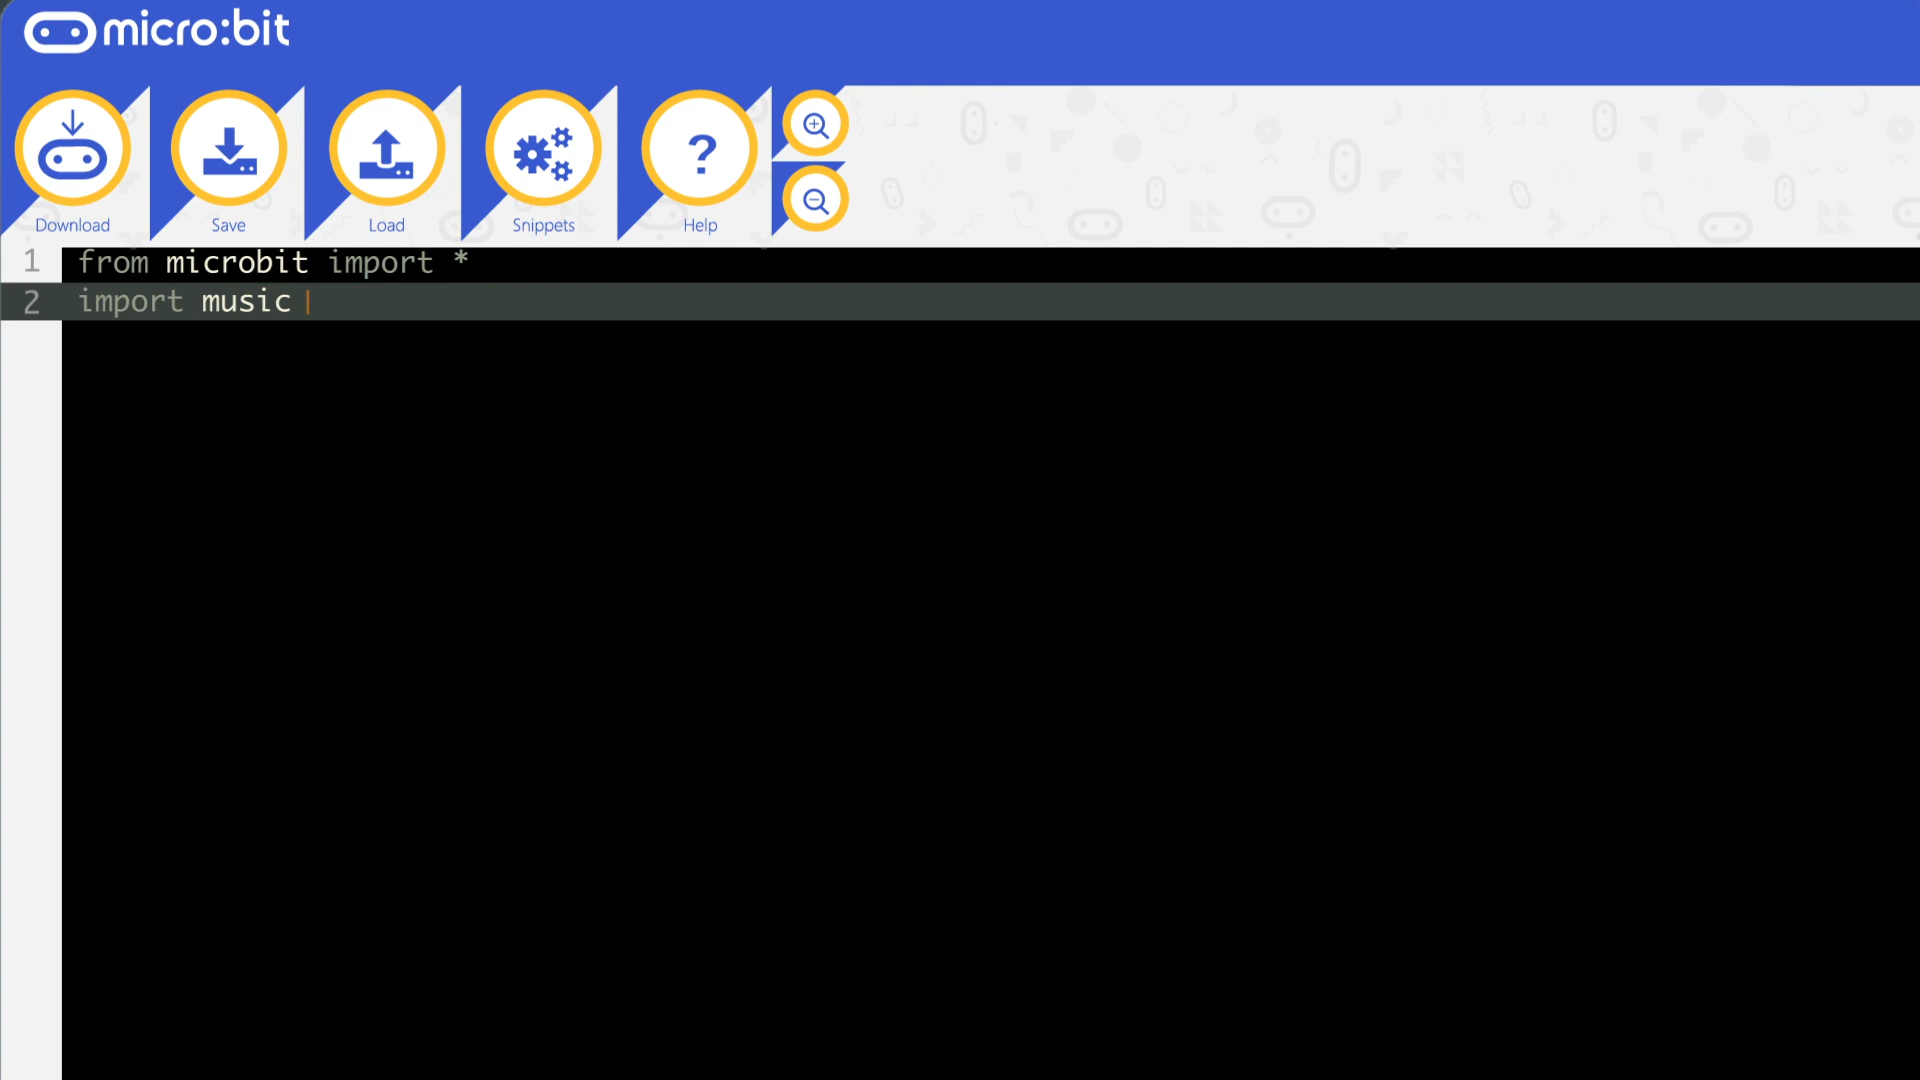 micro:bit
Download
Save
Load
Snippets
?
Help
1 from microbit import *
2 import music